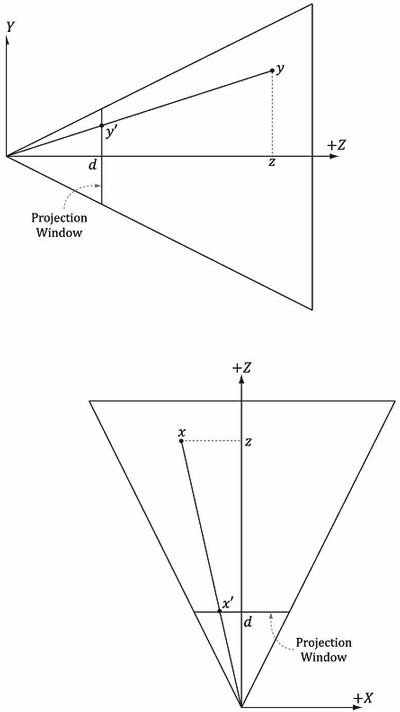 Y
y
y′
+Z
d
z
Projection
Window
+Z
x
z
x′
d
Projection
Window
+X